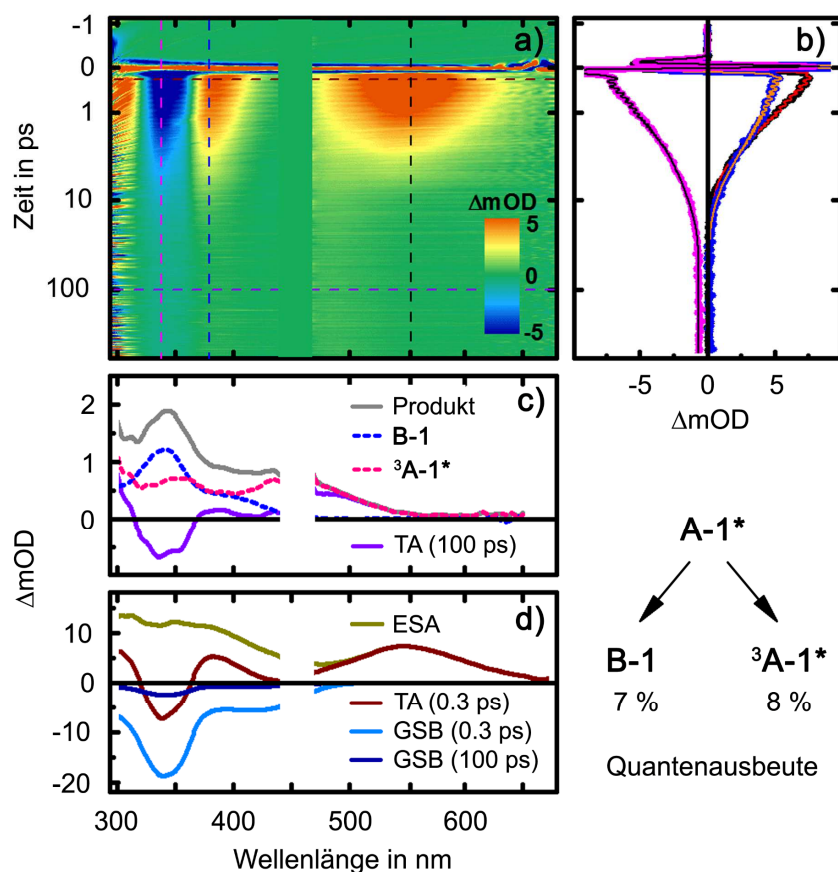 -1
0
1
10
100
Zeit in ps
a)
ΔmOD
5
0
-5
b)
-5 0 5
ΔmOD
2
1
0
c)
Produkt
B-1
³A-1*
TA (100 ps)
ΔmOD
10
0
-10
-20
d)
ESA
TA (0.3 ps)
GSB (0.3 ps)
GSB (100 ps)
300 400 500 600
Wellenlänge in nm
A-1*
B-1 ³A-1*
7 % 8 %
Quantenausbeute